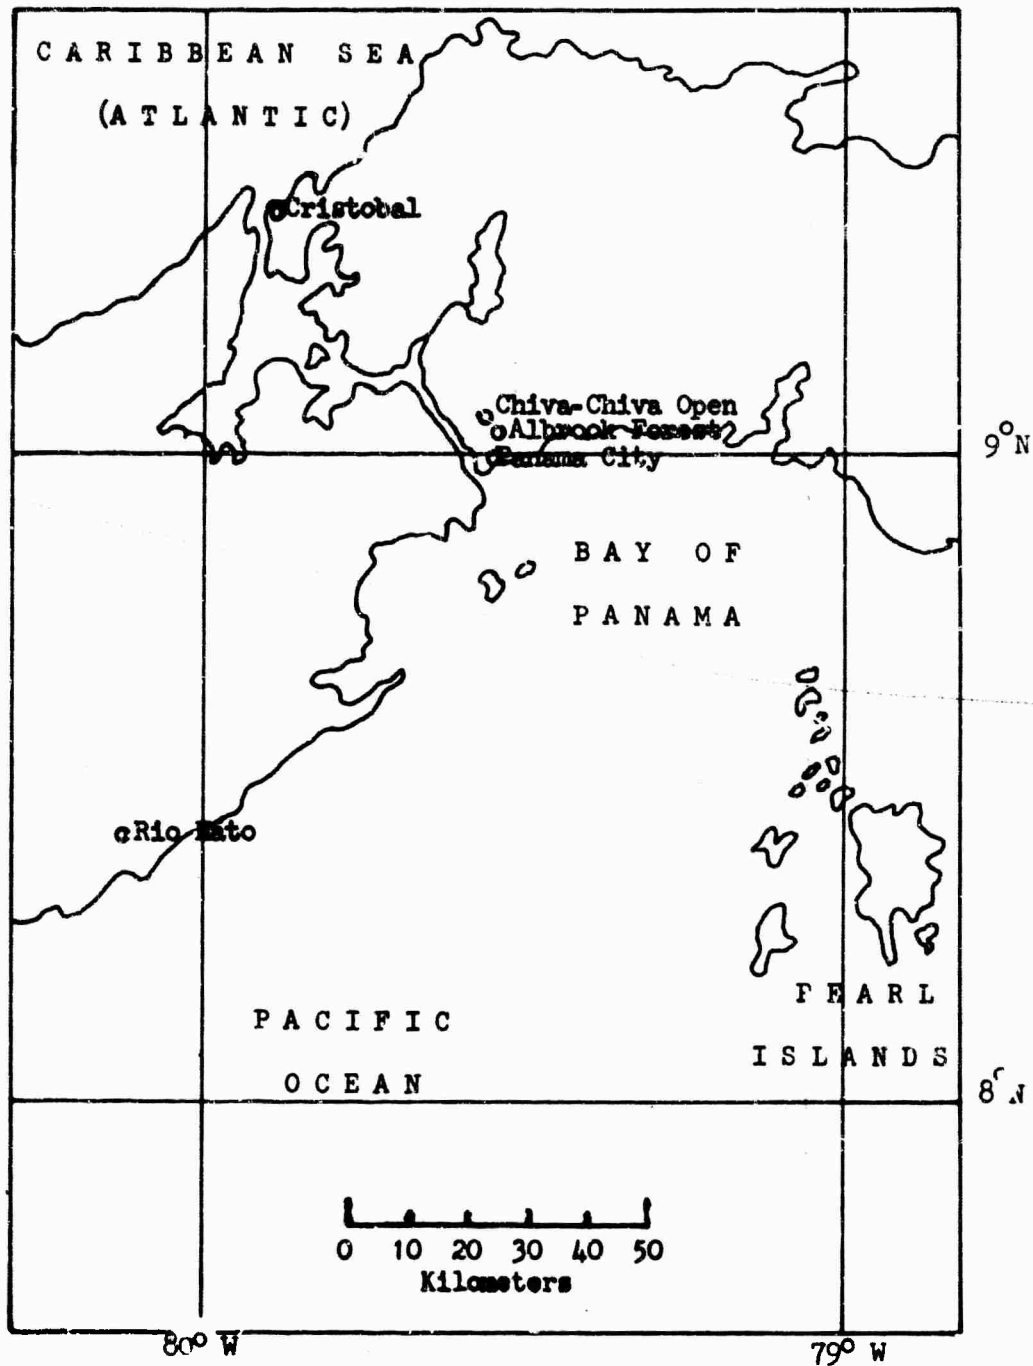 CARIBBEAN SEA
(ATLANTIC)
Cristobal
Chiva-Chiva Open
Albrook Forest
Panama City
9°N
BAY OF
PANAMA
Rio Hato
PEARL
ISLANDS
PACIFIC
OCEAN
8°N
0 10 20 30 40 50
Kilometers
80° W
79° W